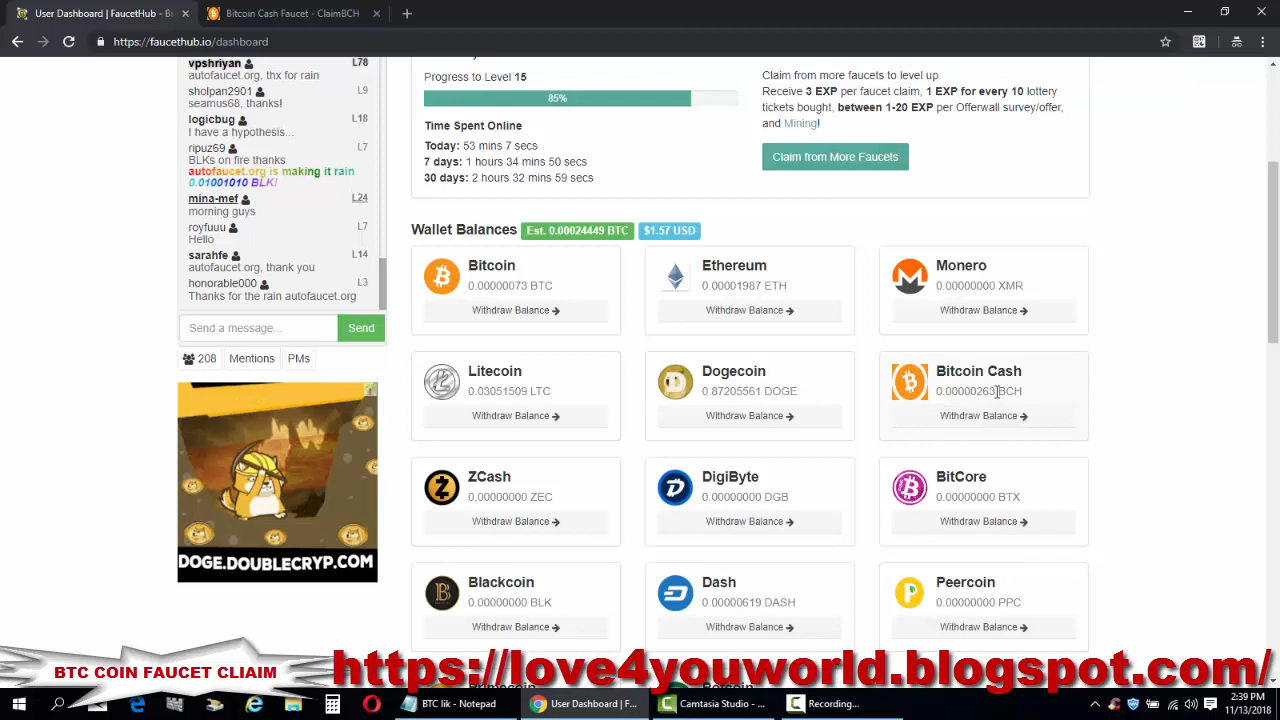 User Dashboard | FaucetHub - Bi
Bitcoin Cash Faucet - ClaimBCH
https://faucethub.io/dashboard
vpshriyan L78
autofaucet.org, thx for rain
sholpan2901 L9
seamus68, thanks!
logicbug L18
I have a hypothesis...
ripuz69 L7
BLKs on fire thanks
autofaucet.org is making it rain
0.01001010 BLK!
mina-mef L24
morning guys
royfuuu L7
Hello
sarahfe L14
autofaucet.org, thank you
honorable000 L3
Thanks for the rain autofaucet.org
Send a message... Send
208 Mentions PMs
DOGE.DOUBLECRYP.COM
Progress to Level 15
85%
Time Spent Online
Today: 53 mins 7 secs
7 days: 1 hours 34 mins 50 secs
30 days: 2 hours 32 mins 59 secs
Claim from more faucets to level up.
Receive 3 EXP per faucet claim, 1 EXP for every 10 lottery
tickets bought, between 1-20 EXP per Offerwall survey/offer,
and Mining!
Claim from More Faucets
Wallet Balances Est. 0.00024449 BTC $1.57 USD
Bitcoin
0.00000073 BTC
Withdraw Balance
Ethereum
0.00001987 ETH
Withdraw Balance
Monero
0.00000000 XMR
Withdraw Balance
Litecoin
0.03051509 LTC
Withdraw Balance
Dogecoin
0.87205561 DOGE
Withdraw Balance
Bitcoin Cash
0.00000263 BCH
Withdraw Balance
ZCash
0.00000000 ZEC
Withdraw Balance
DigiByte
0.00000000 DGB
Withdraw Balance
BitCore
0.00000000 BTX
Withdraw Balance
Blackcoin
0.00000000 BLK
Withdraw Balance
Dash
0.00000619 DASH
Withdraw Balance
Peercoin
0.00000000 PPC
Withdraw Balance
BTC COIN FAUCET CLIAIM
https://love4youworld.blogspot.com/
BTC lik - Notepad
User Dashboard | F...
Camtasia Studio - ...
Recording...
2:39 PM
11/13/2018